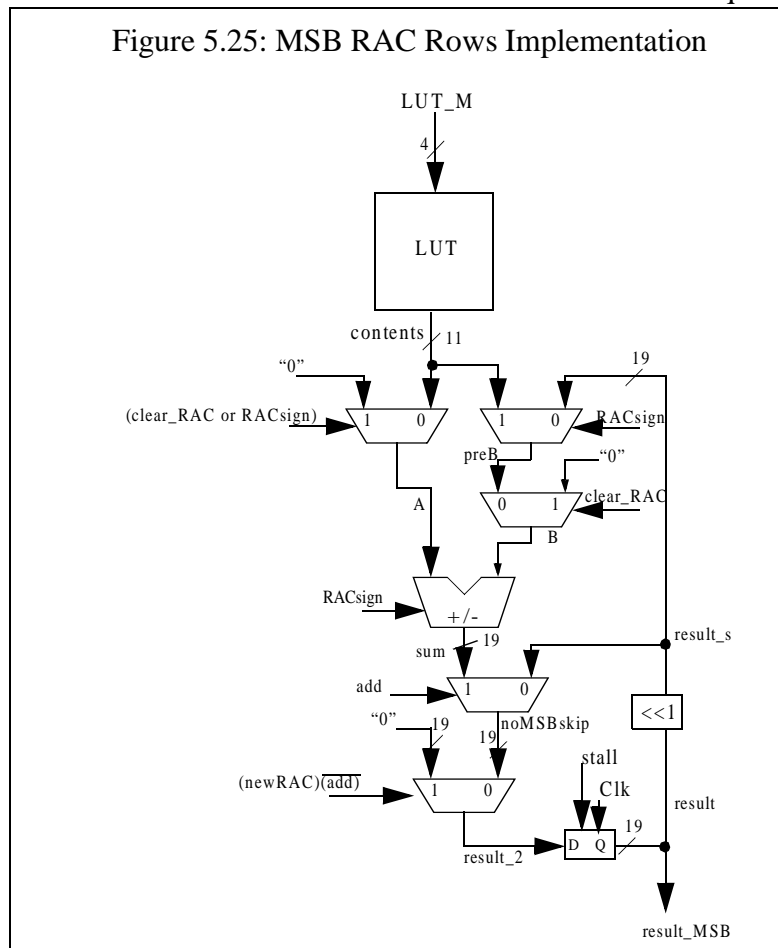 Figure 5.25: MSB RAC Rows Implementation
LUT_M
4
LUT
contents
11
"0"
19
(clear_RAC or RACsign)
1 0
1 0
RACsign
preB
"0"
0 1
clear_RAC
A
B
RACsign
+/-
sum
19
result_s
add
1 0
<<1
"0"
19
19
noMSBskip
stall
(newRAC)(add)
1 0
Clk
result
D Q
19
result_2
result_MSB